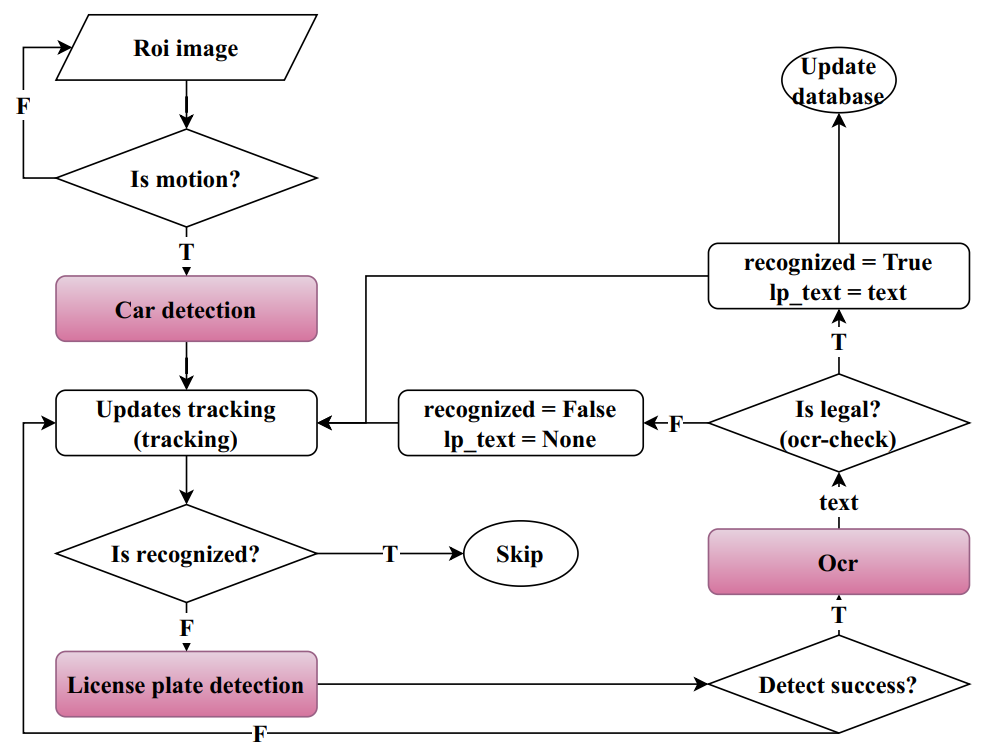 Roi image
F
Is motion?
T
Car detection
Updates tracking
(tracking)
Is recognized?
T
Skip
F
License plate detection
Detect success?
F
T
Ocr
text
Is legal?
(ocr-check)
F
recognized = False
lp_text = None
T
recognized = True
lp_text = text
Update
database